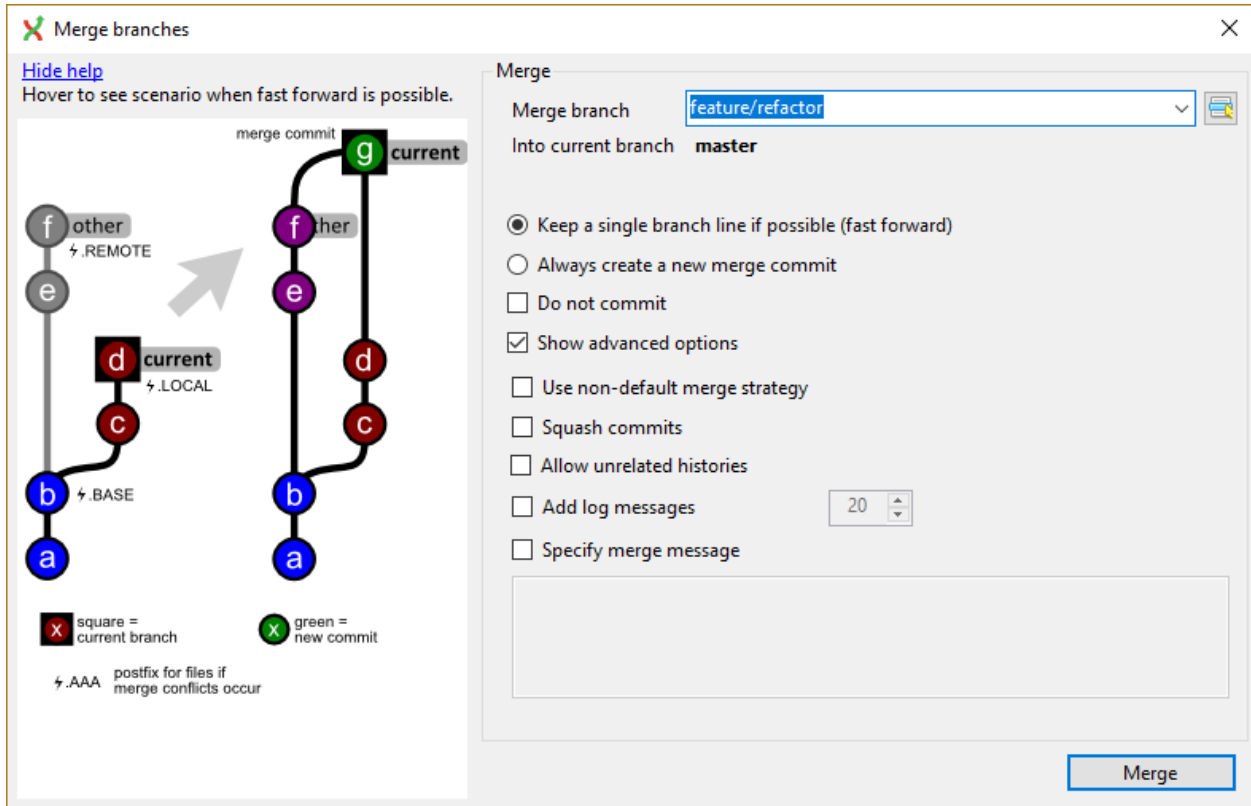 Merge branches
Hide help
Hover to see scenario when fast forward is possible.
merge commit
g current
f other
⚡.REMOTE
f ther
e
e
d current
⚡.LOCAL
d
c
c
b ⚡.BASE
b
a
a
x square =
current branch
x green =
new commit
⚡.AAA postfix for files if
merge conflicts occur
Merge
Merge branch feature/refactor
Into current branch master
Keep a single branch line if possible (fast forward)
Always create a new merge commit
Do not commit
Show advanced options
Use non-default merge strategy
Squash commits
Allow unrelated histories
Add log messages 20
Specify merge message
Merge